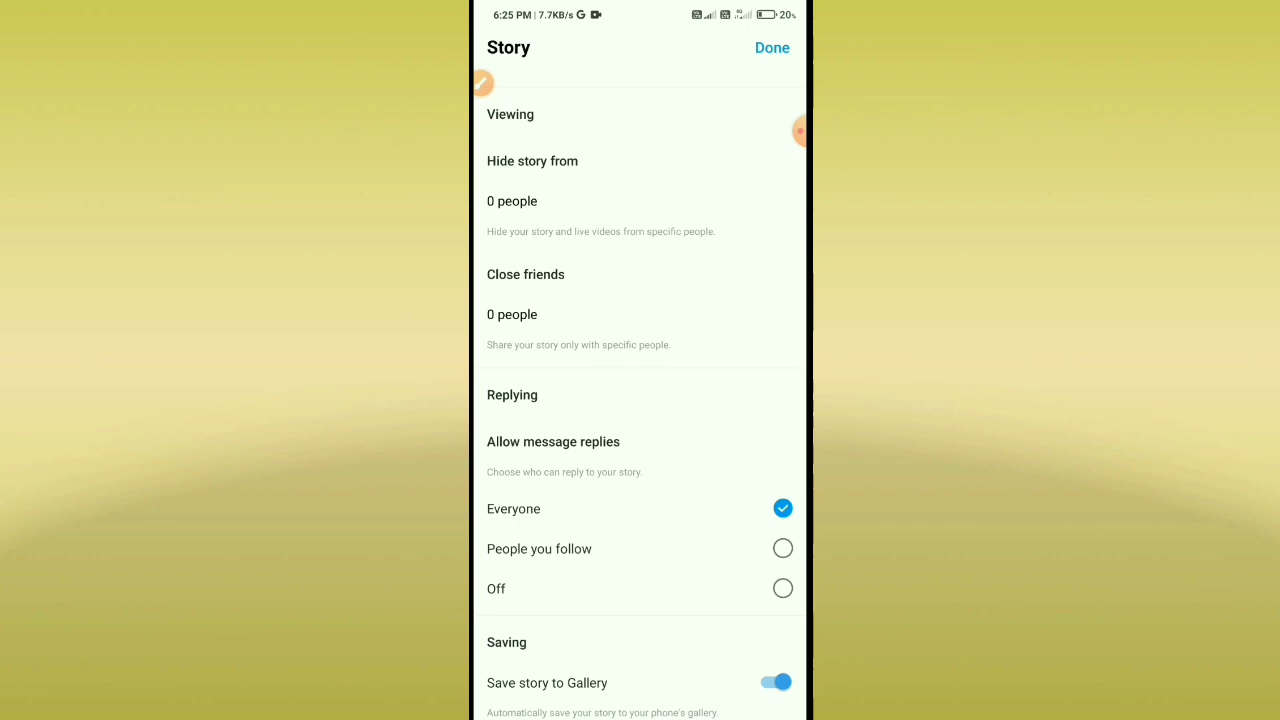 6:25 PM | 7.7KB/s G
4G
20%
Story
Done
Viewing
Hide story from
0 people
Hide your story and live videos from specific people.
Close friends
0 people
Share your story only with specific people.
Replying
Allow message replies
Choose who can reply to your story.
Everyone
People you follow
Off
Saving
Save story to Gallery
Automatically save your story to your phone's gallery.